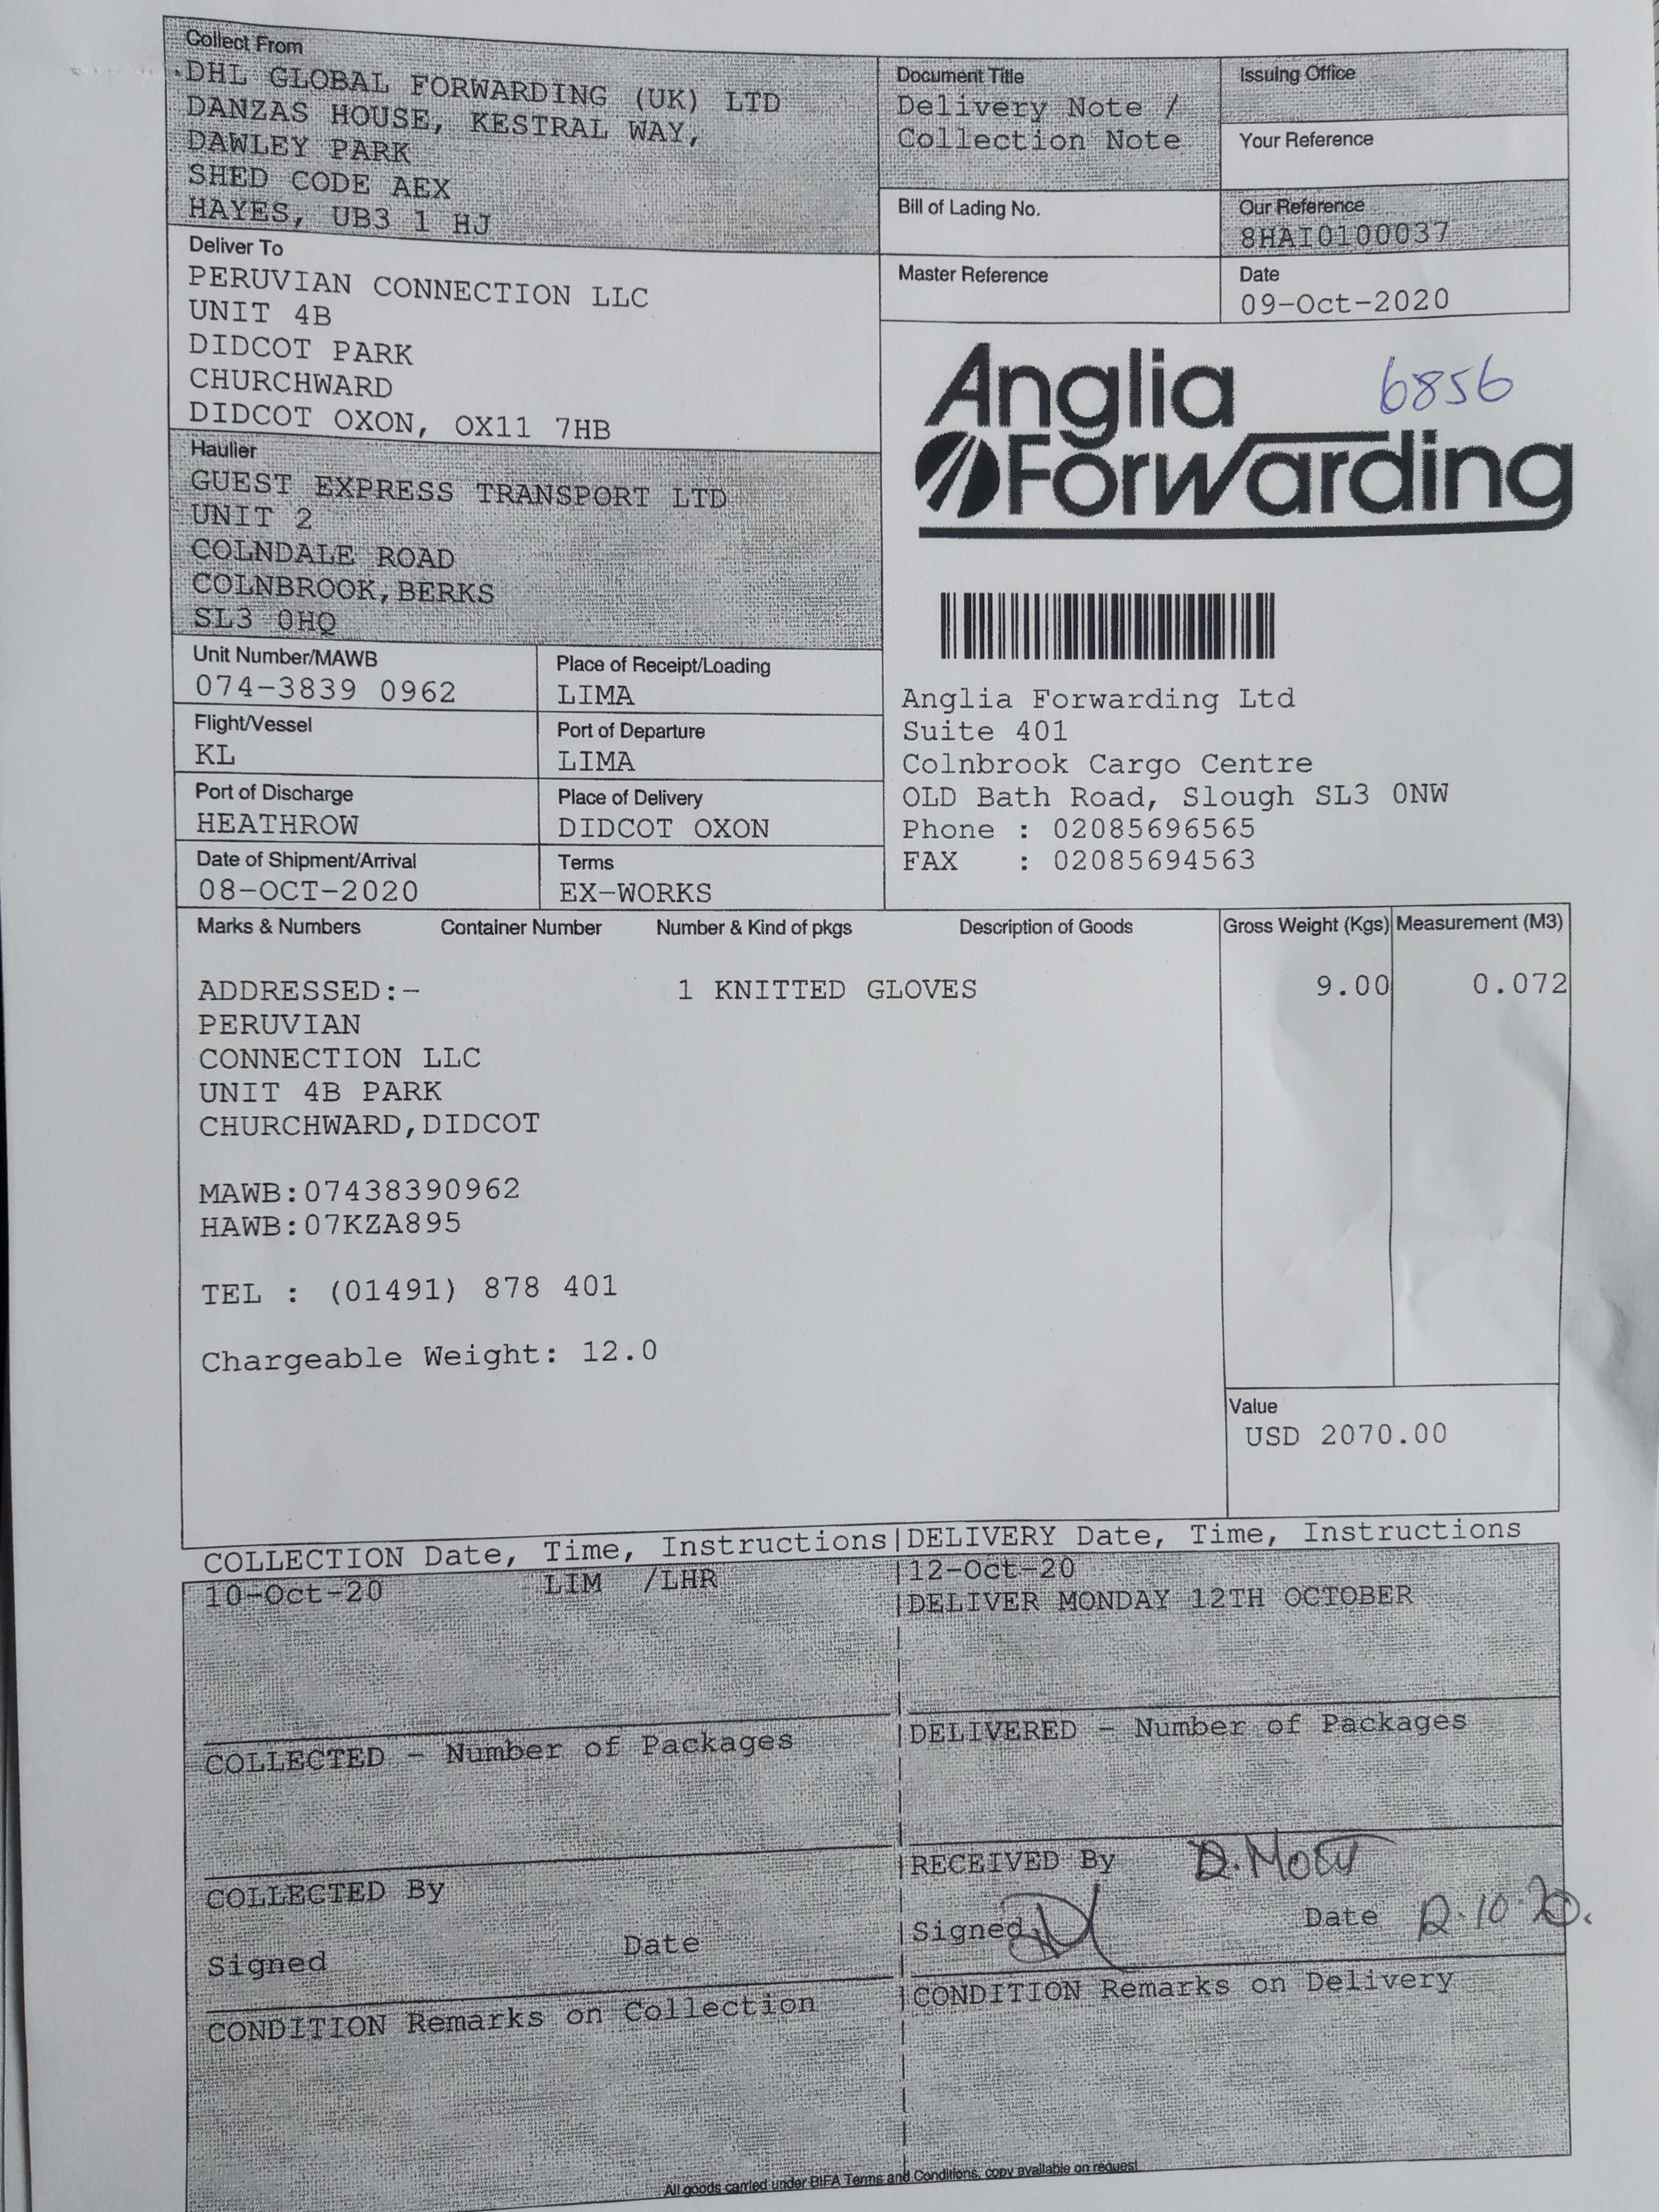 Collect From
DHL GLOBAL FORWARDING (UK) LTD
DANZAS HOUSE, KESTRAL WAY,
DAWLEY PARK
SHED CODE AEX
HAYES, UB3 1 HJ
Document Title
Delivery Note /
Collection Note
Issuing Office
Your Reference
Bill of Lading No.
Our Reference
8HAI0100037
Master Reference
Date
09-Oct-2020
Deliver To
PERUVIAN CONNECTION LLC
UNIT 4B
DIDCOT PARK
CHURCHWARD
DIDCOT OXON, OX11 7HB
Anglia
Forwarding
6856
Haulier
GUEST EXPRESS TRANSPORT LTD
UNIT 2
COLNDALE ROAD
COLNBROOK, BERKS
SL3 0HQ
Unit Number/MAWB
074-3839 0962
Place of Receipt/Loading
LIMA
Flight/Vessel
KL
Port of Departure
LIMA
Port of Discharge
HEATHROW
Place of Delivery
DIDCOT OXON
Date of Shipment/Arrival
08-OCT-2020
Terms
EX-WORKS
Anglia Forwarding Ltd
Suite 401
Colnbrook Cargo Centre
OLD Bath Road, Slough SL3 0NW
Phone : 02085696565
FAX : 02085694563
Marks & Numbers Container Number Number & Kind of pkgs Description of Goods Gross Weight (Kgs) Measurement (M3)
ADDRESSED:- 1 KNITTED GLOVES 9.00 0.072
PERUVIAN
CONNECTION LLC
UNIT 4B PARK
CHURCHWARD, DIDCOT
MAWB:07438390962
HAWB:07KZA895
TEL : (01491) 878 401
Chargeable Weight: 12.0
Value
USD 2070.00
COLLECTION Date, Time, Instructions|DELIVERY Date, Time, Instructions
10-Oct-20 LIM /LHR |12-Oct-20
|DELIVER MONDAY 12TH OCTOBER
COLLECTED - Number of Packages |DELIVERED - Number of Packages
COLLECTED By |RECEIVED By D.
Signed Date |Signed Date 12.10.20.
CONDITION Remarks on Collection |CONDITION Remarks on Delivery
All goods carried under BIFA Terms and Conditions, copy available on request